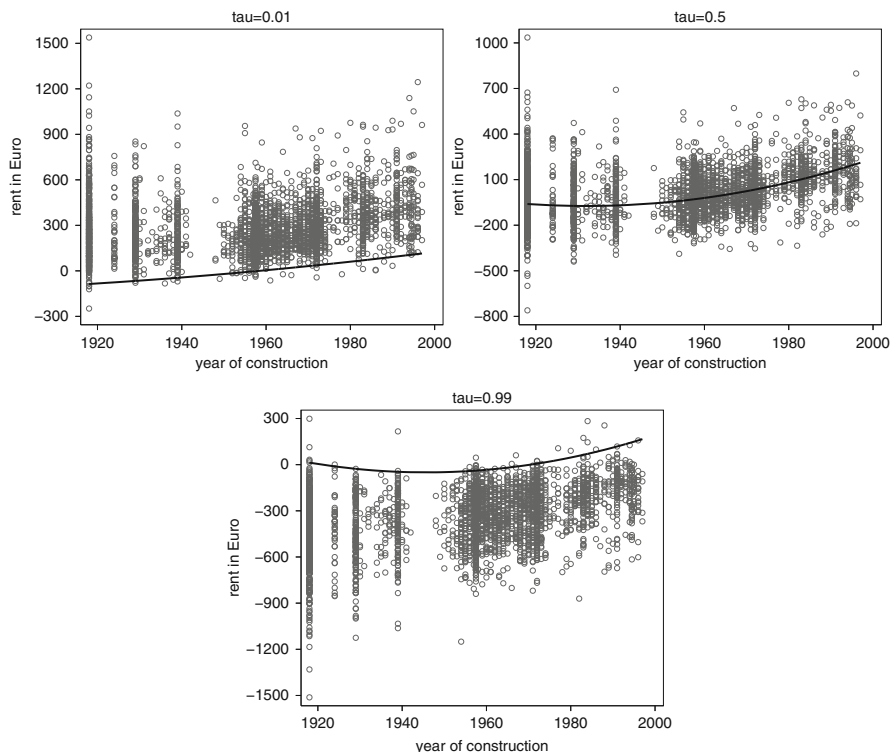 tau=0.01
1500
1200
900
600
300
0
−300
rent in Euro
1920 1940 1960 1980 2000
year of construction
tau=0.5
1000
700
400
100
−200
−500
−800
rent in Euro
1920 1940 1960 1980 2000
year of construction
tau=0.99
300
0
−300
−600
−900
−1200
−1500
rent in Euro
1920 1940 1960 1980 2000
year of construction